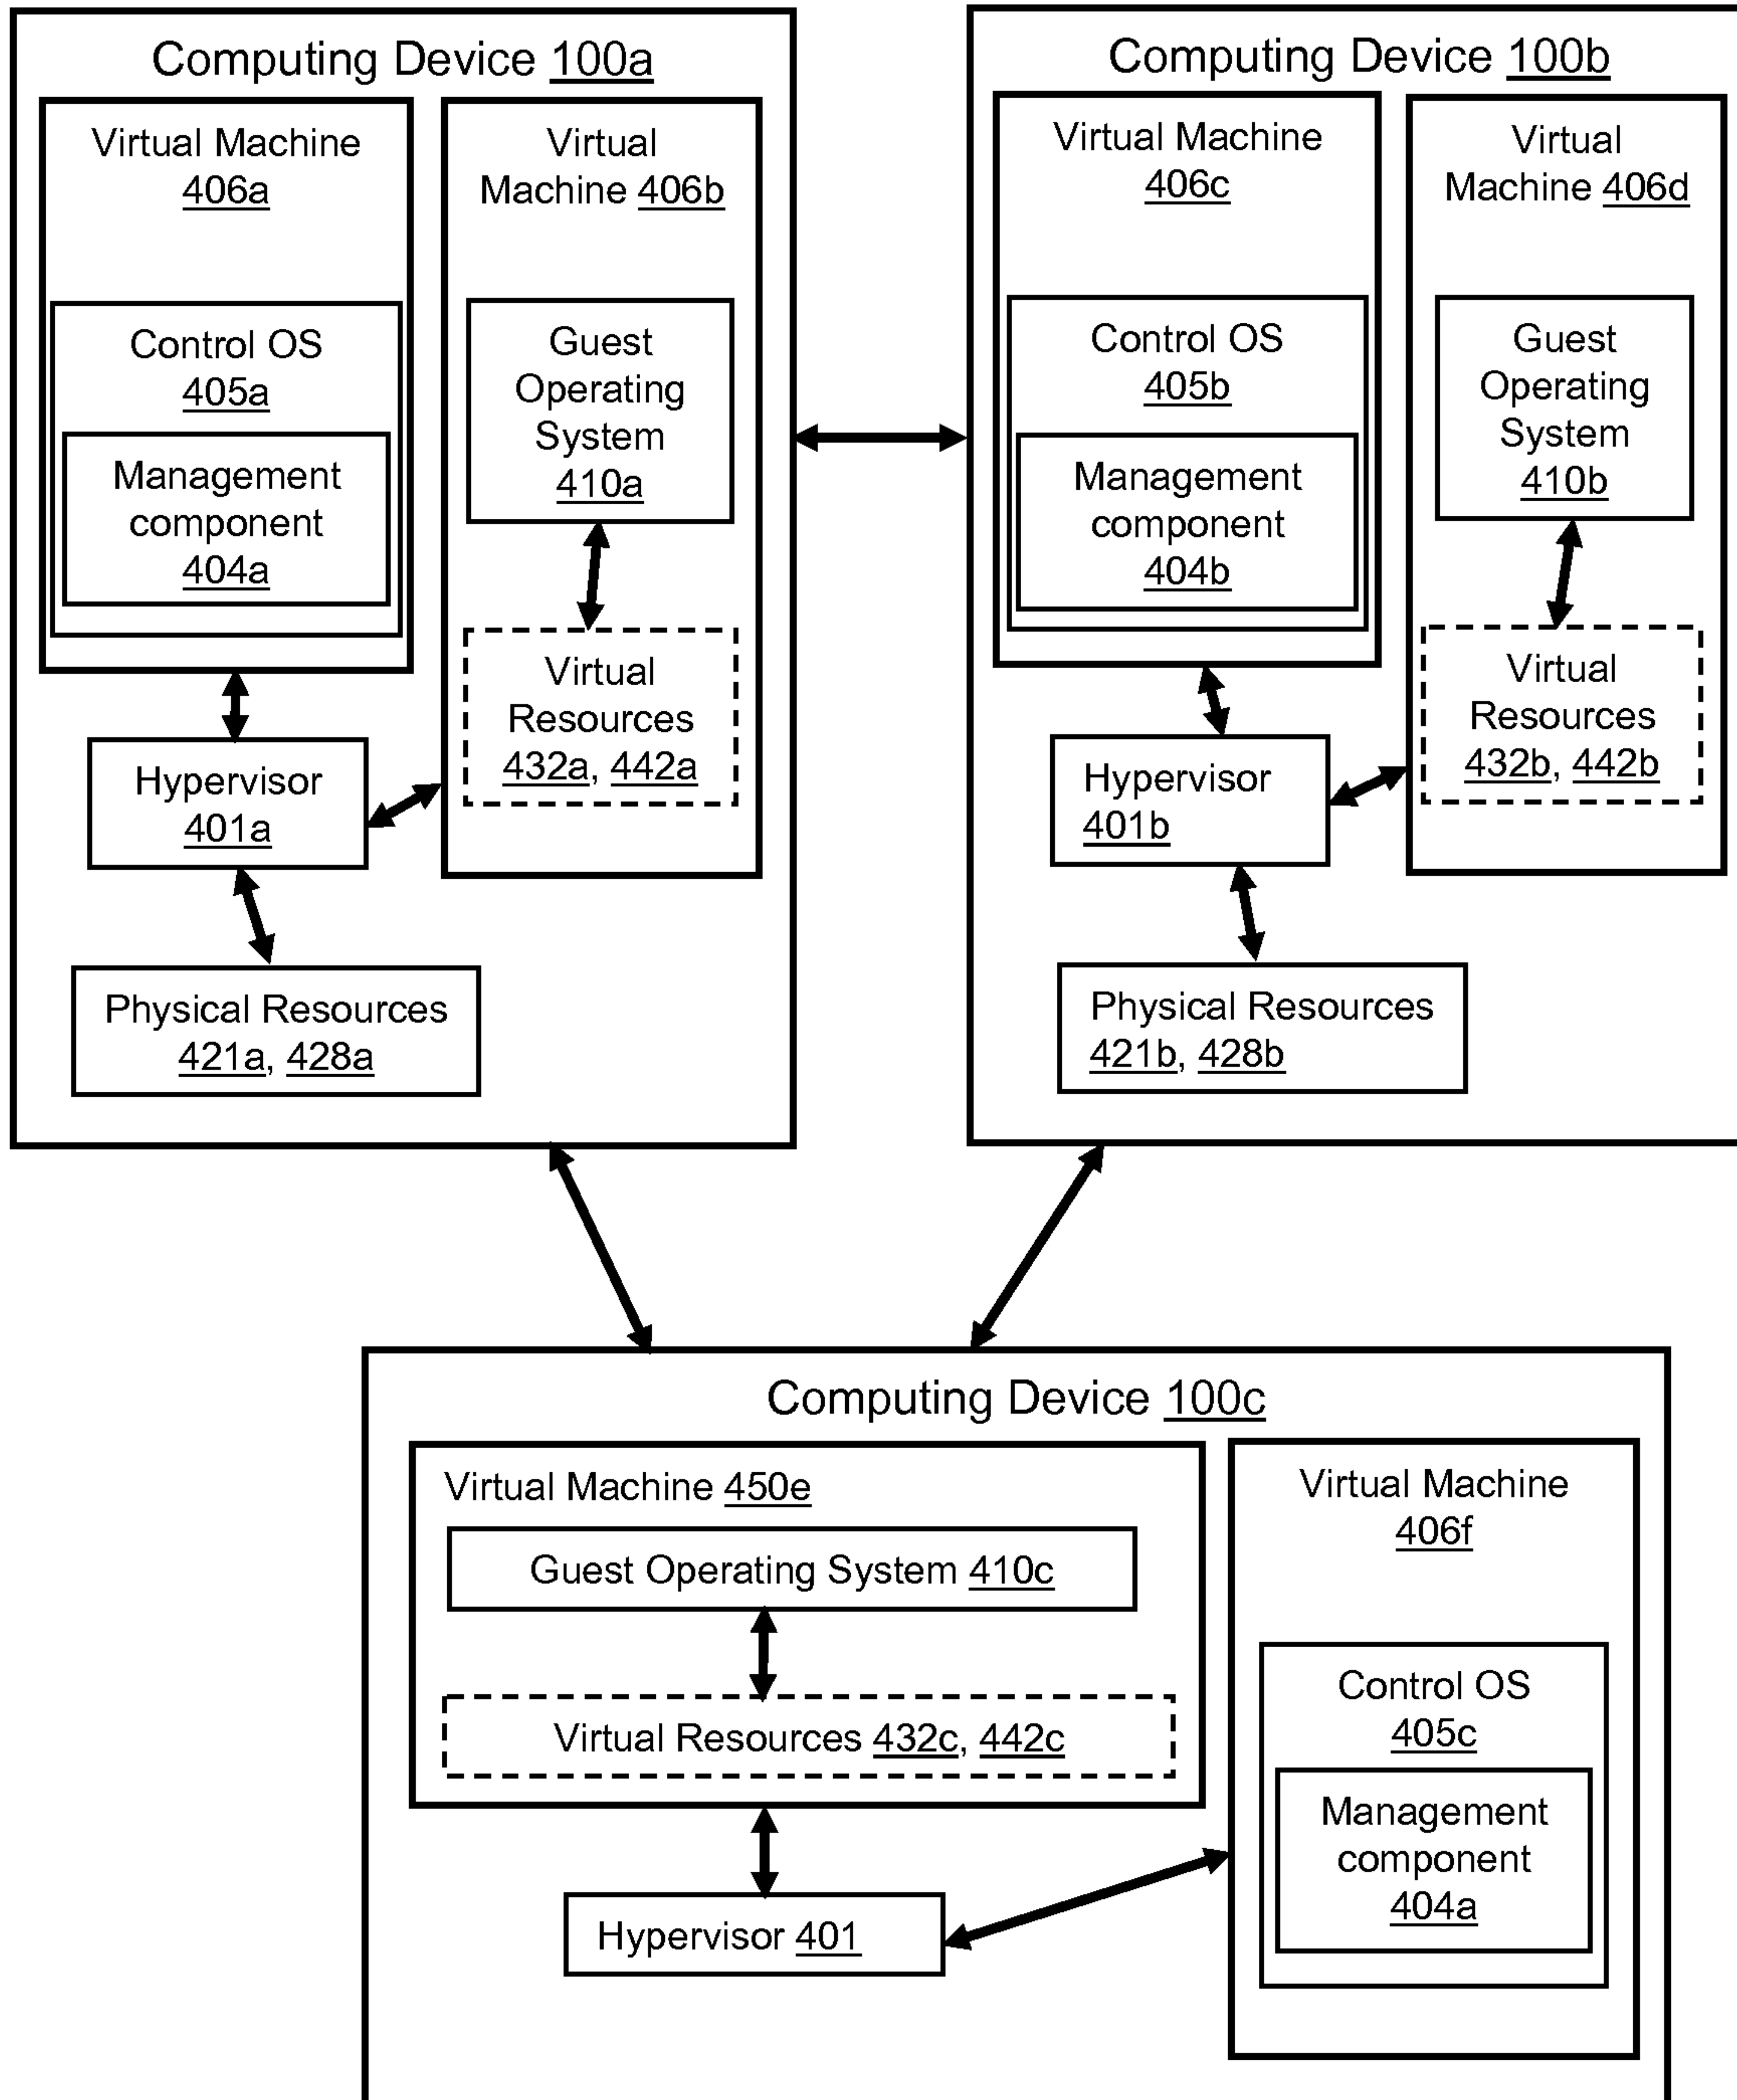 Computing Device 100a
Virtual Machine
406a
Control OS
405a
Management
component
404a
Virtual
Machine 406b
Guest
Operating
System
410a
Virtual
Resources
432a, 442a
Hypervisor
401a
Physical Resources
421a, 428a
Computing Device 100b
Virtual Machine
406c
Control OS
405b
Management
component
404b
Virtual
Machine 406d
Guest
Operating
System
410b
Virtual
Resources
432b, 442b
Hypervisor
401b
Physical Resources
421b, 428b
Computing Device 100c
Virtual Machine 450e
Guest Operating System 410c
Virtual Resources 432c, 442c
Hypervisor 401
Virtual Machine
406f
Control OS
405c
Management
component
404a